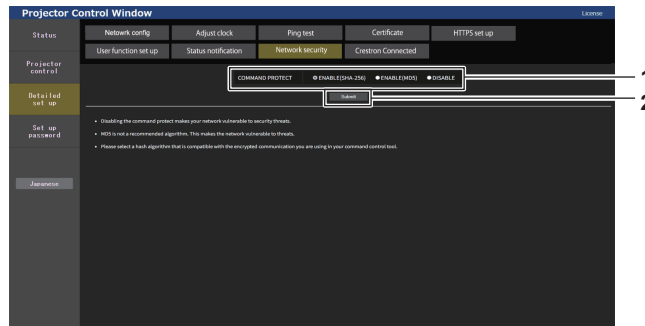 Projector Control Window
License
Status
Netowrk config
Adjust clock
Ping test
Certificate
HTTPS set up
User function set up
Status notification
Network security
Crestron Connected
Projector
control
COMMAND PROTECT
ENABLE(SHA-256)
ENABLE(MD5)
DISABLE
1
Submit
2
Detailed
set up
• Disabling the command protect makes your network vulnerable to security threats.
• MD5 is not a recommended algorithm. This makes the network vulnerable to threats.
• Please select a hash algorithm that is compatible with the encrypted communication you are using in your command control tool.
Set up
password
Japanese